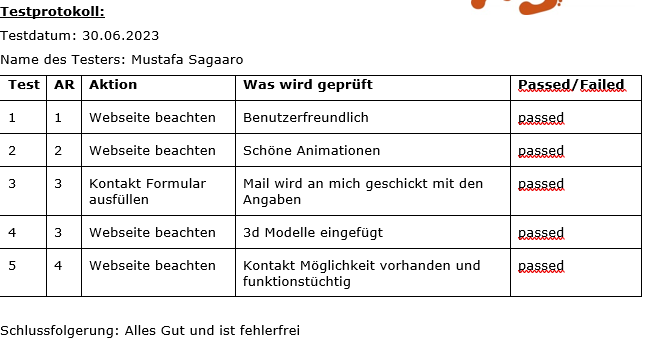 Testprotokoll:
Testdatum: 30.06.2023
Name des Testers: Mustafa Sagaaro
Test AR Aktion Was wird geprüft Passed/Failed
1 1 Webseite beachten Benutzerfreundlich passed
2 2 Webseite beachten Schöne Animationen passed
3 3 Kontakt Formular Mail wird an mich geschickt mit den passed
ausfüllen Angaben
4 3 Webseite beachten 3d Modelle eingefügt passed
5 4 Webseite beachten Kontakt Möglichkeit vorhanden und passed
funktionstüchtig
Schlussfolgerung: Alles Gut und ist fehlerfrei